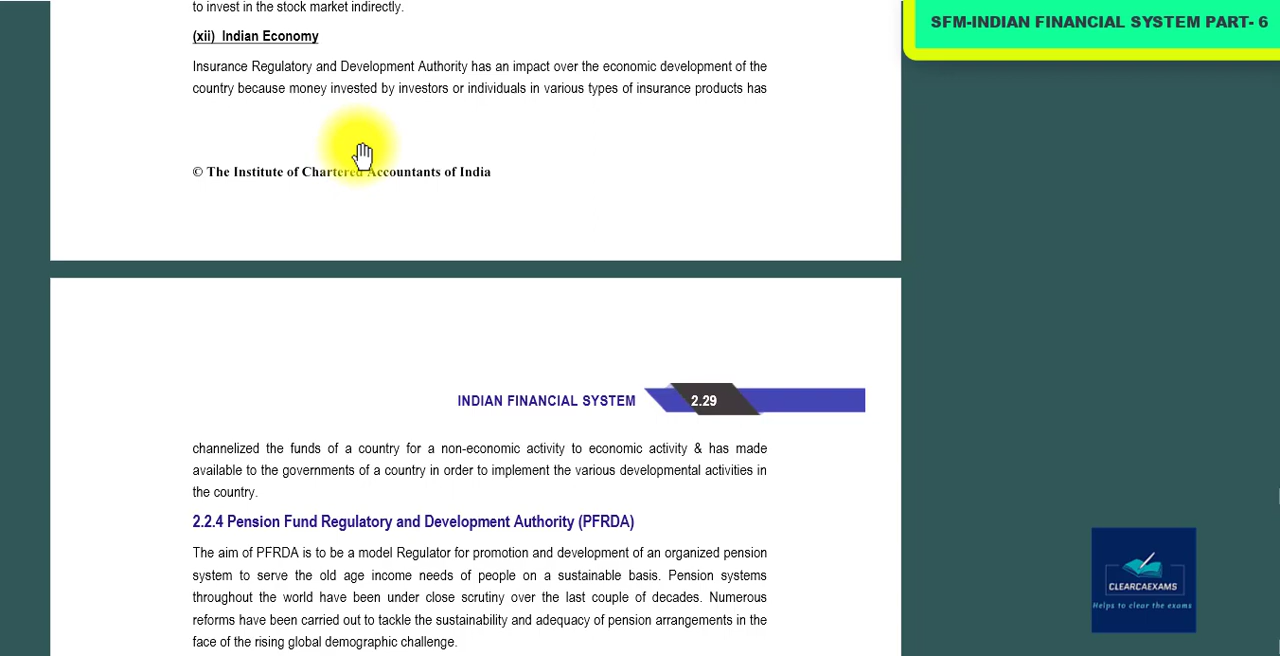 to invest in the stock market indirectly.
SFM-INDIAN FINANCIAL SYSTEM PART- 6
(xii) Indian Economy
Insurance Regulatory and Development Authority has an impact over the economic development of the
country because money invested by investors or individuals in various types of insurance products has
© The Institute of Chartered Accountants of India
INDIAN FINANCIAL SYSTEM 2.29
channelized the funds of a country for a non-economic activity to economic activity & has made
available to the governments of a country in order to implement the various developmental activities in
the country.
2.2.4 Pension Fund Regulatory and Development Authority (PFRDA)
The aim of PFRDA is to be a model Regulator for promotion and development of an organized pension
system to serve the old age income needs of people on a sustainable basis. Pension systems
throughout the world have been under close scrutiny over the last couple of decades. Numerous
reforms have been carried out to tackle the sustainability and adequacy of pension arrangements in the
face of the rising global demographic challenge.
CLEARCAEXAMS
Helps to clear the exams